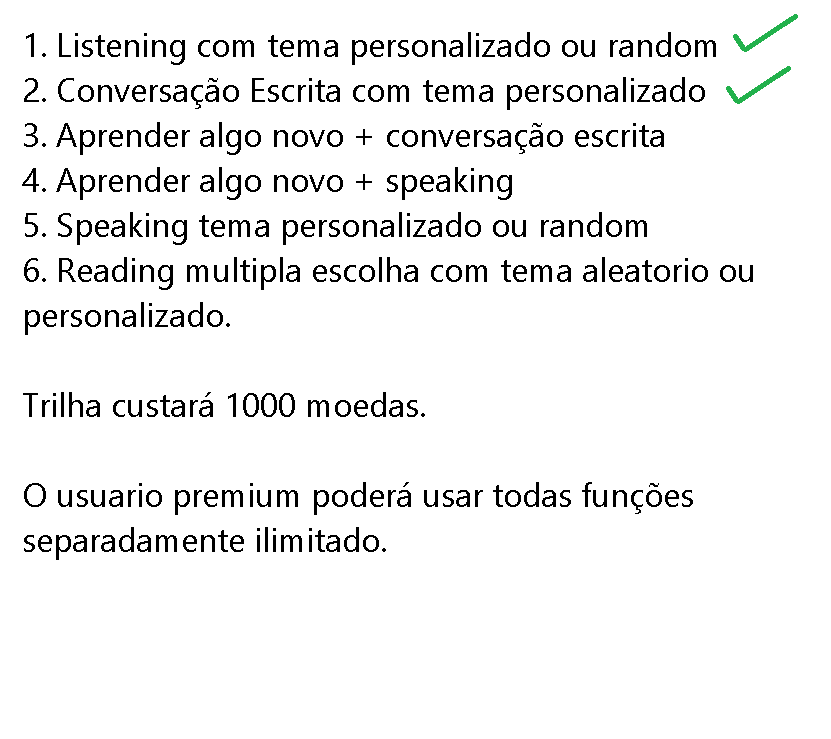 1. Listening com tema personalizado ou random
2. Conversação Escrita com tema personalizado
3. Aprender algo novo + conversação escrita
4. Aprender algo novo + speaking
5. Speaking tema personalizado ou random
6. Reading multipla escolha com tema aleatorio ou
personalizado.
Trilha custará 1000 moedas.
O usuario premium poderá usar todas funções
separadamente ilimitado.